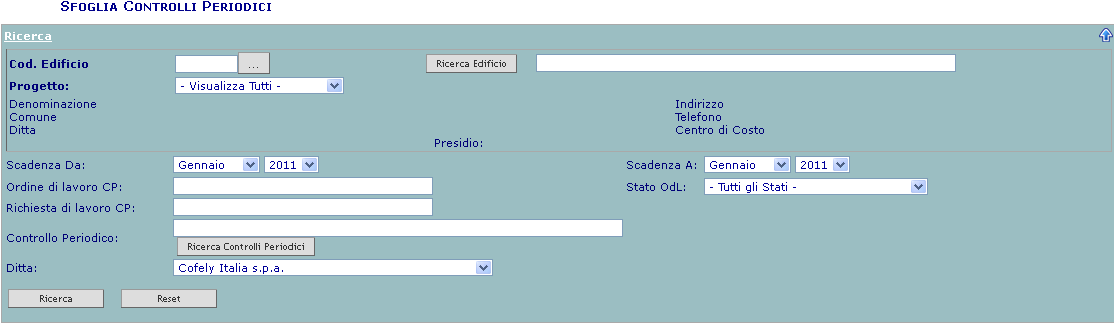 SFOGLIA CONTROLLI PERIODICI
Ricerca
Cod. Edificio ... Ricerca Edificio
Progetto: - Visualizza Tutti -
Denominazione Indirizzo
Comune Telefono
Ditta Centro di Costo
Presidio:
Scadenza Da: Gennaio 2011 Scadenza A: Gennaio 2011
Ordine di lavoro CP: Stato OdL: - Tutti gli Stati -
Richiesta di lavoro CP:
Controllo Periodico:
Ricerca Controlli Periodici
Ditta: Cofely Italia s.p.a.
Ricerca Reset